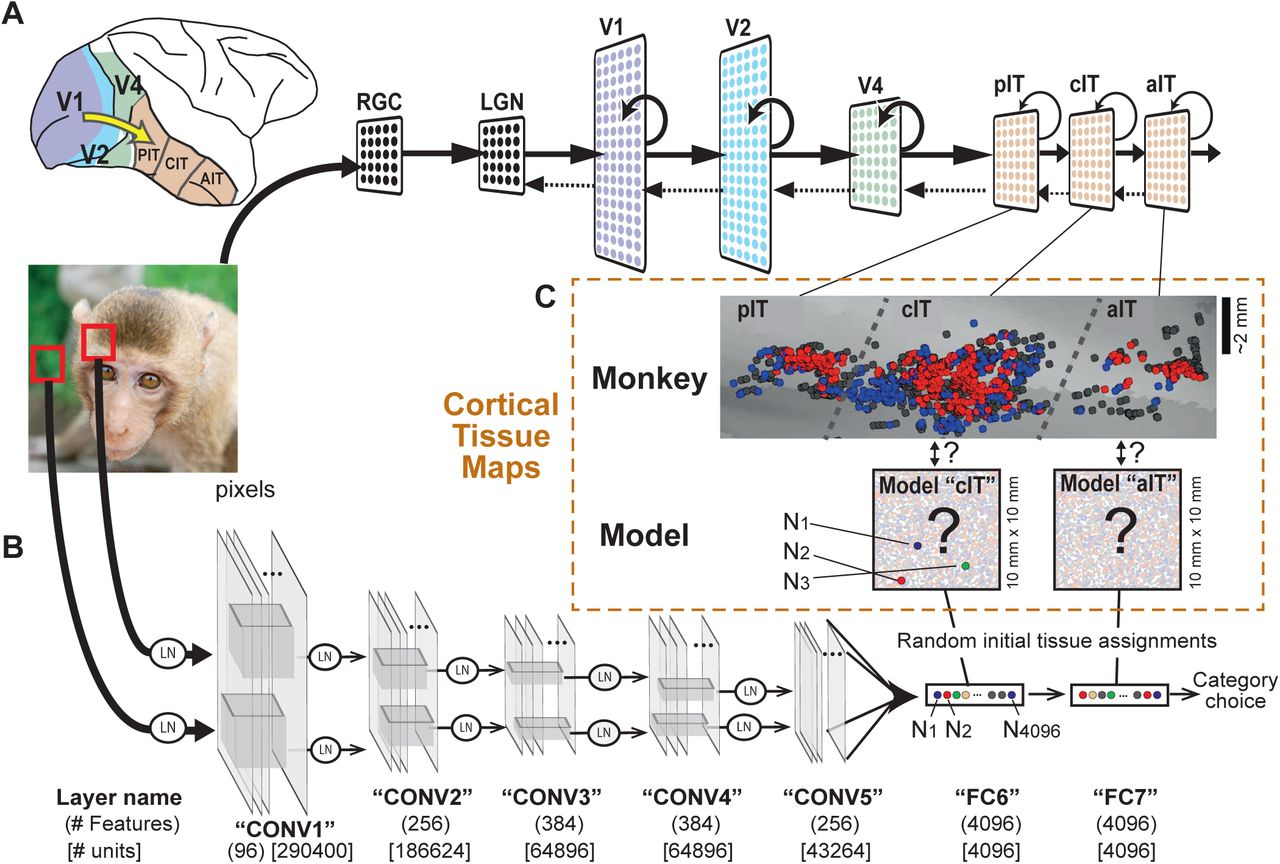 A
V1
V4
V2
PIT
CIT
AIT
RGC
LGN
V1
V2
V4
pIT
cIT
aIT
pixels
C
Cortical
Tissue
Maps
Monkey
pIT
cIT
aIT
~2 mm
?
?
Model
Model “cIT”
?
10 mm x 10 mm
Model “aIT”
?
10 mm x 10 mm
N1
N2
N3
B
LN
LN
...
LN
LN
...
LN
LN
...
LN
LN
...
LN
LN
...
Random initial tissue assignments
...
...
N1 N2 N4096
Category
choice
Layer name
(# Features)
[# units]
“CONV1”
(96) [290400]
“CONV2”
(256)
[186624]
“CONV3”
(384)
[64896]
“CONV4”
(384)
[64896]
“CONV5”
(256)
[43264]
“FC6”
(4096)
[4096]
“FC7”
(4096)
[4096]